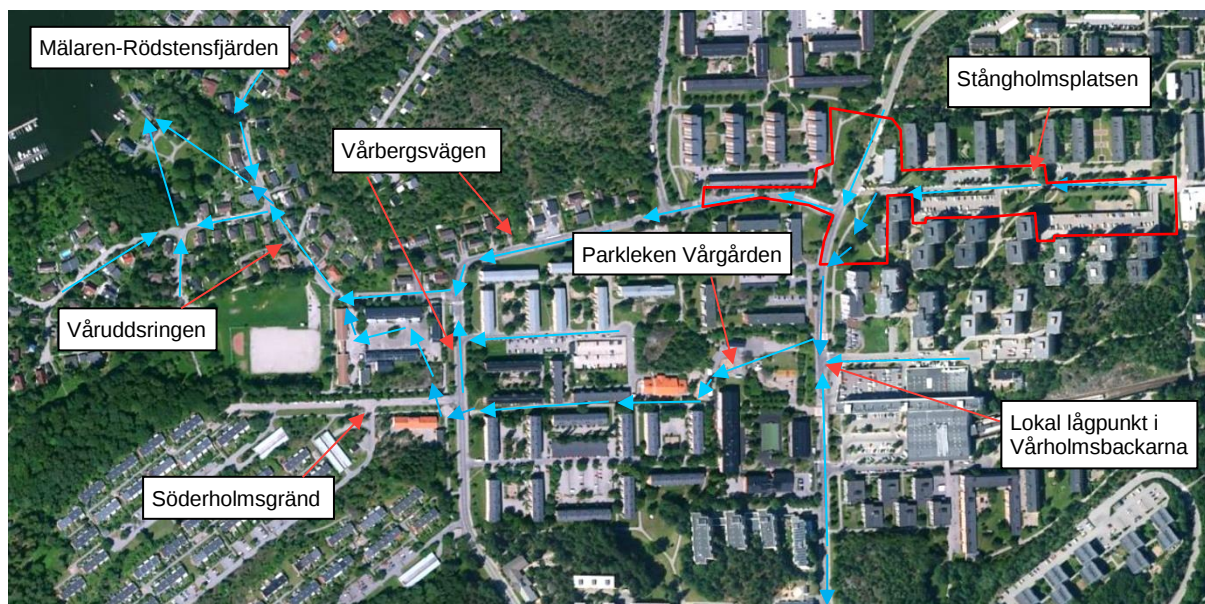 Mälaren-Rödstensfjärden
Stångholmsplatsen
Vårbergsvägen
Parkleken Vårgården
Våruddsringen
Lokal lågpunkt i
Vårholmsbackarna
Söderholmsgränd